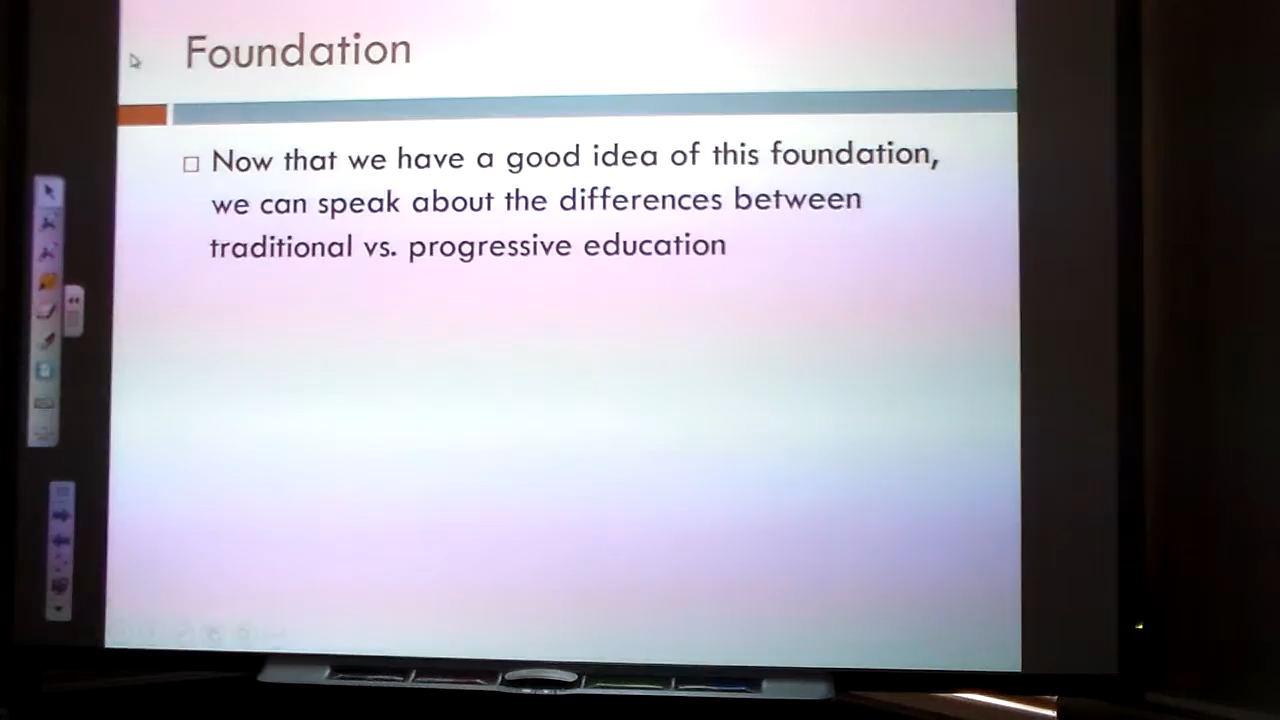 Foundation
Now that we have a good idea of this foundation,
we can speak about the differences between
traditional vs. progressive education